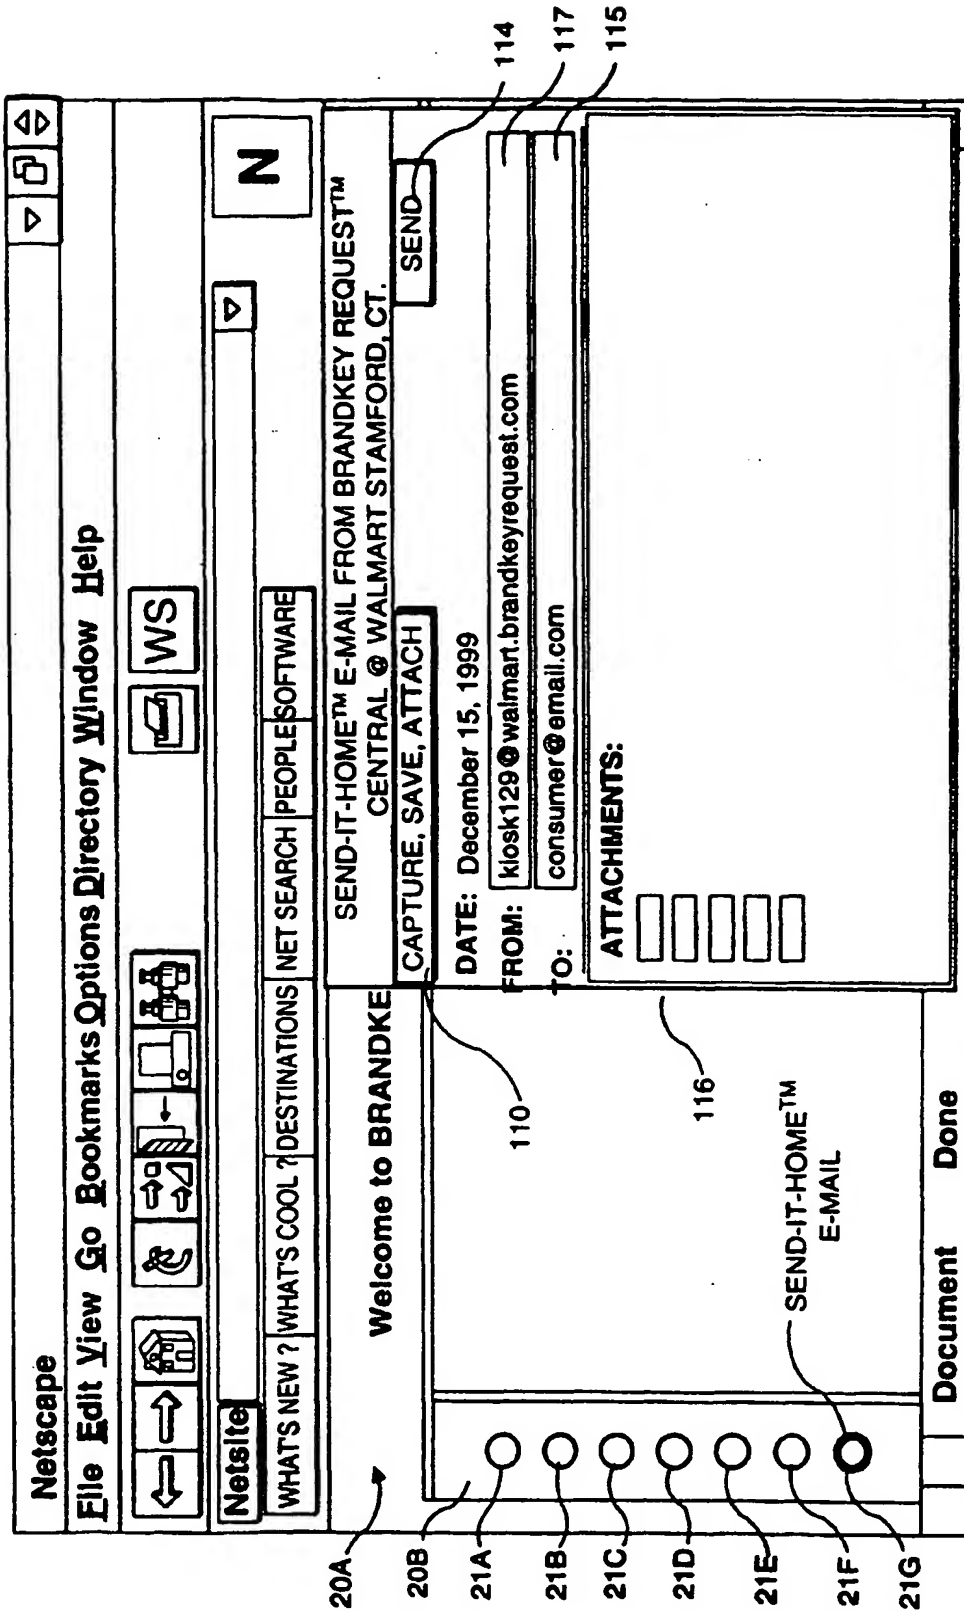 Netscape
File Edit View Go Bookmarks Options Directory Window Help
WS
N
Netsite
WHAT'S NEW ? WHAT'S COOL ? DESTINATIONS NET SEARCH PEOPLE SOFTWARE
20A
Welcome to BRANDKE
SEND-IT-HOME™ E-MAIL FROM BRANDKEY REQUEST™
CENTRAL @ WALMART STAMFORD, CT.
CAPTURE, SAVE, ATTACH
SEND
114
110
DATE: December 15, 1999
FROM: kiosk129@walmart.brandkeyrequest.com
117
TO: consumer@email.com
115
116
ATTACHMENTS:
20B
21A
21B
21C
21D
21E
21F
21G
SEND-IT-HOME™
E-MAIL
Document Done